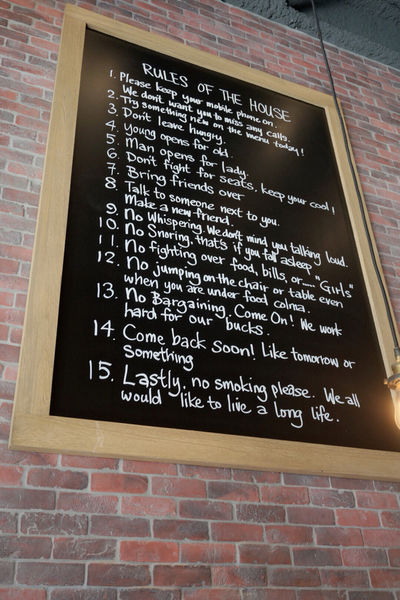 RULES OF THE HOUSE
1. Please keep your mobile phone on.
We don't want you to miss any calls.
2. Try something new on the menu today!
3. Don't leave hungry.
4. Young opens for old.
5. Man opens for lady.
6. Don't fight for seats, keep your cool!
7. Bring friends over
8. Talk to someone next to you.
Make a new friend.
9. No Whispering. We don't mind you talking loud.
10. No Snoring, that's if you fall asleep.
11. No fighting over food, bills, or.... "Girls"
12. No jumping on the chair or table even
when you are under food coma.
13. No Bargaining. Come On! We work
hard for our bucks.
14. Come back soon! Like tomorrow or
Something
15. Lastly, no smoking please. We all
would like to live a long life.